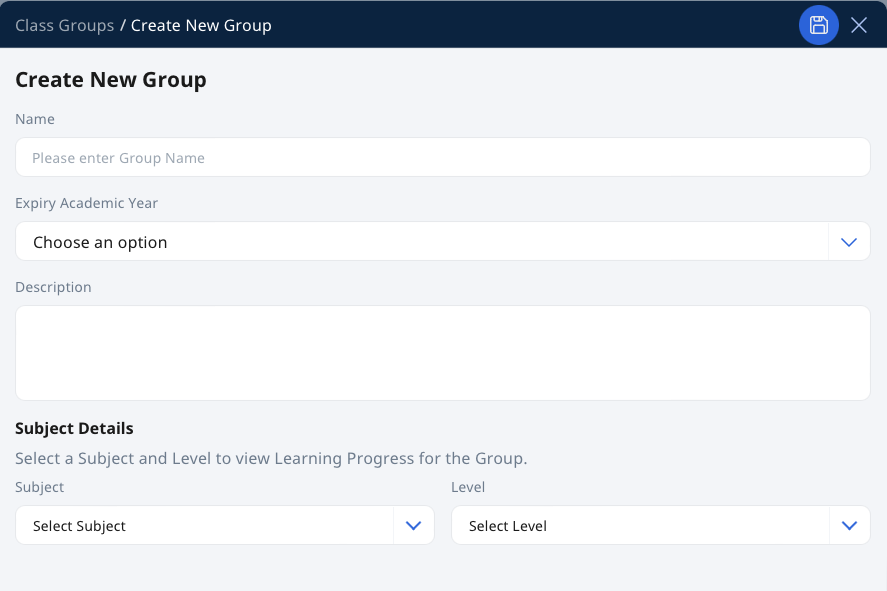 Class Groups / Create New Group
Create New Group
Name
Please enter Group Name
Expiry Academic Year
Choose an option
Description
Subject Details
Select a Subject and Level to view Learning Progress for the Group.
Subject Level
Select Subject Select Level